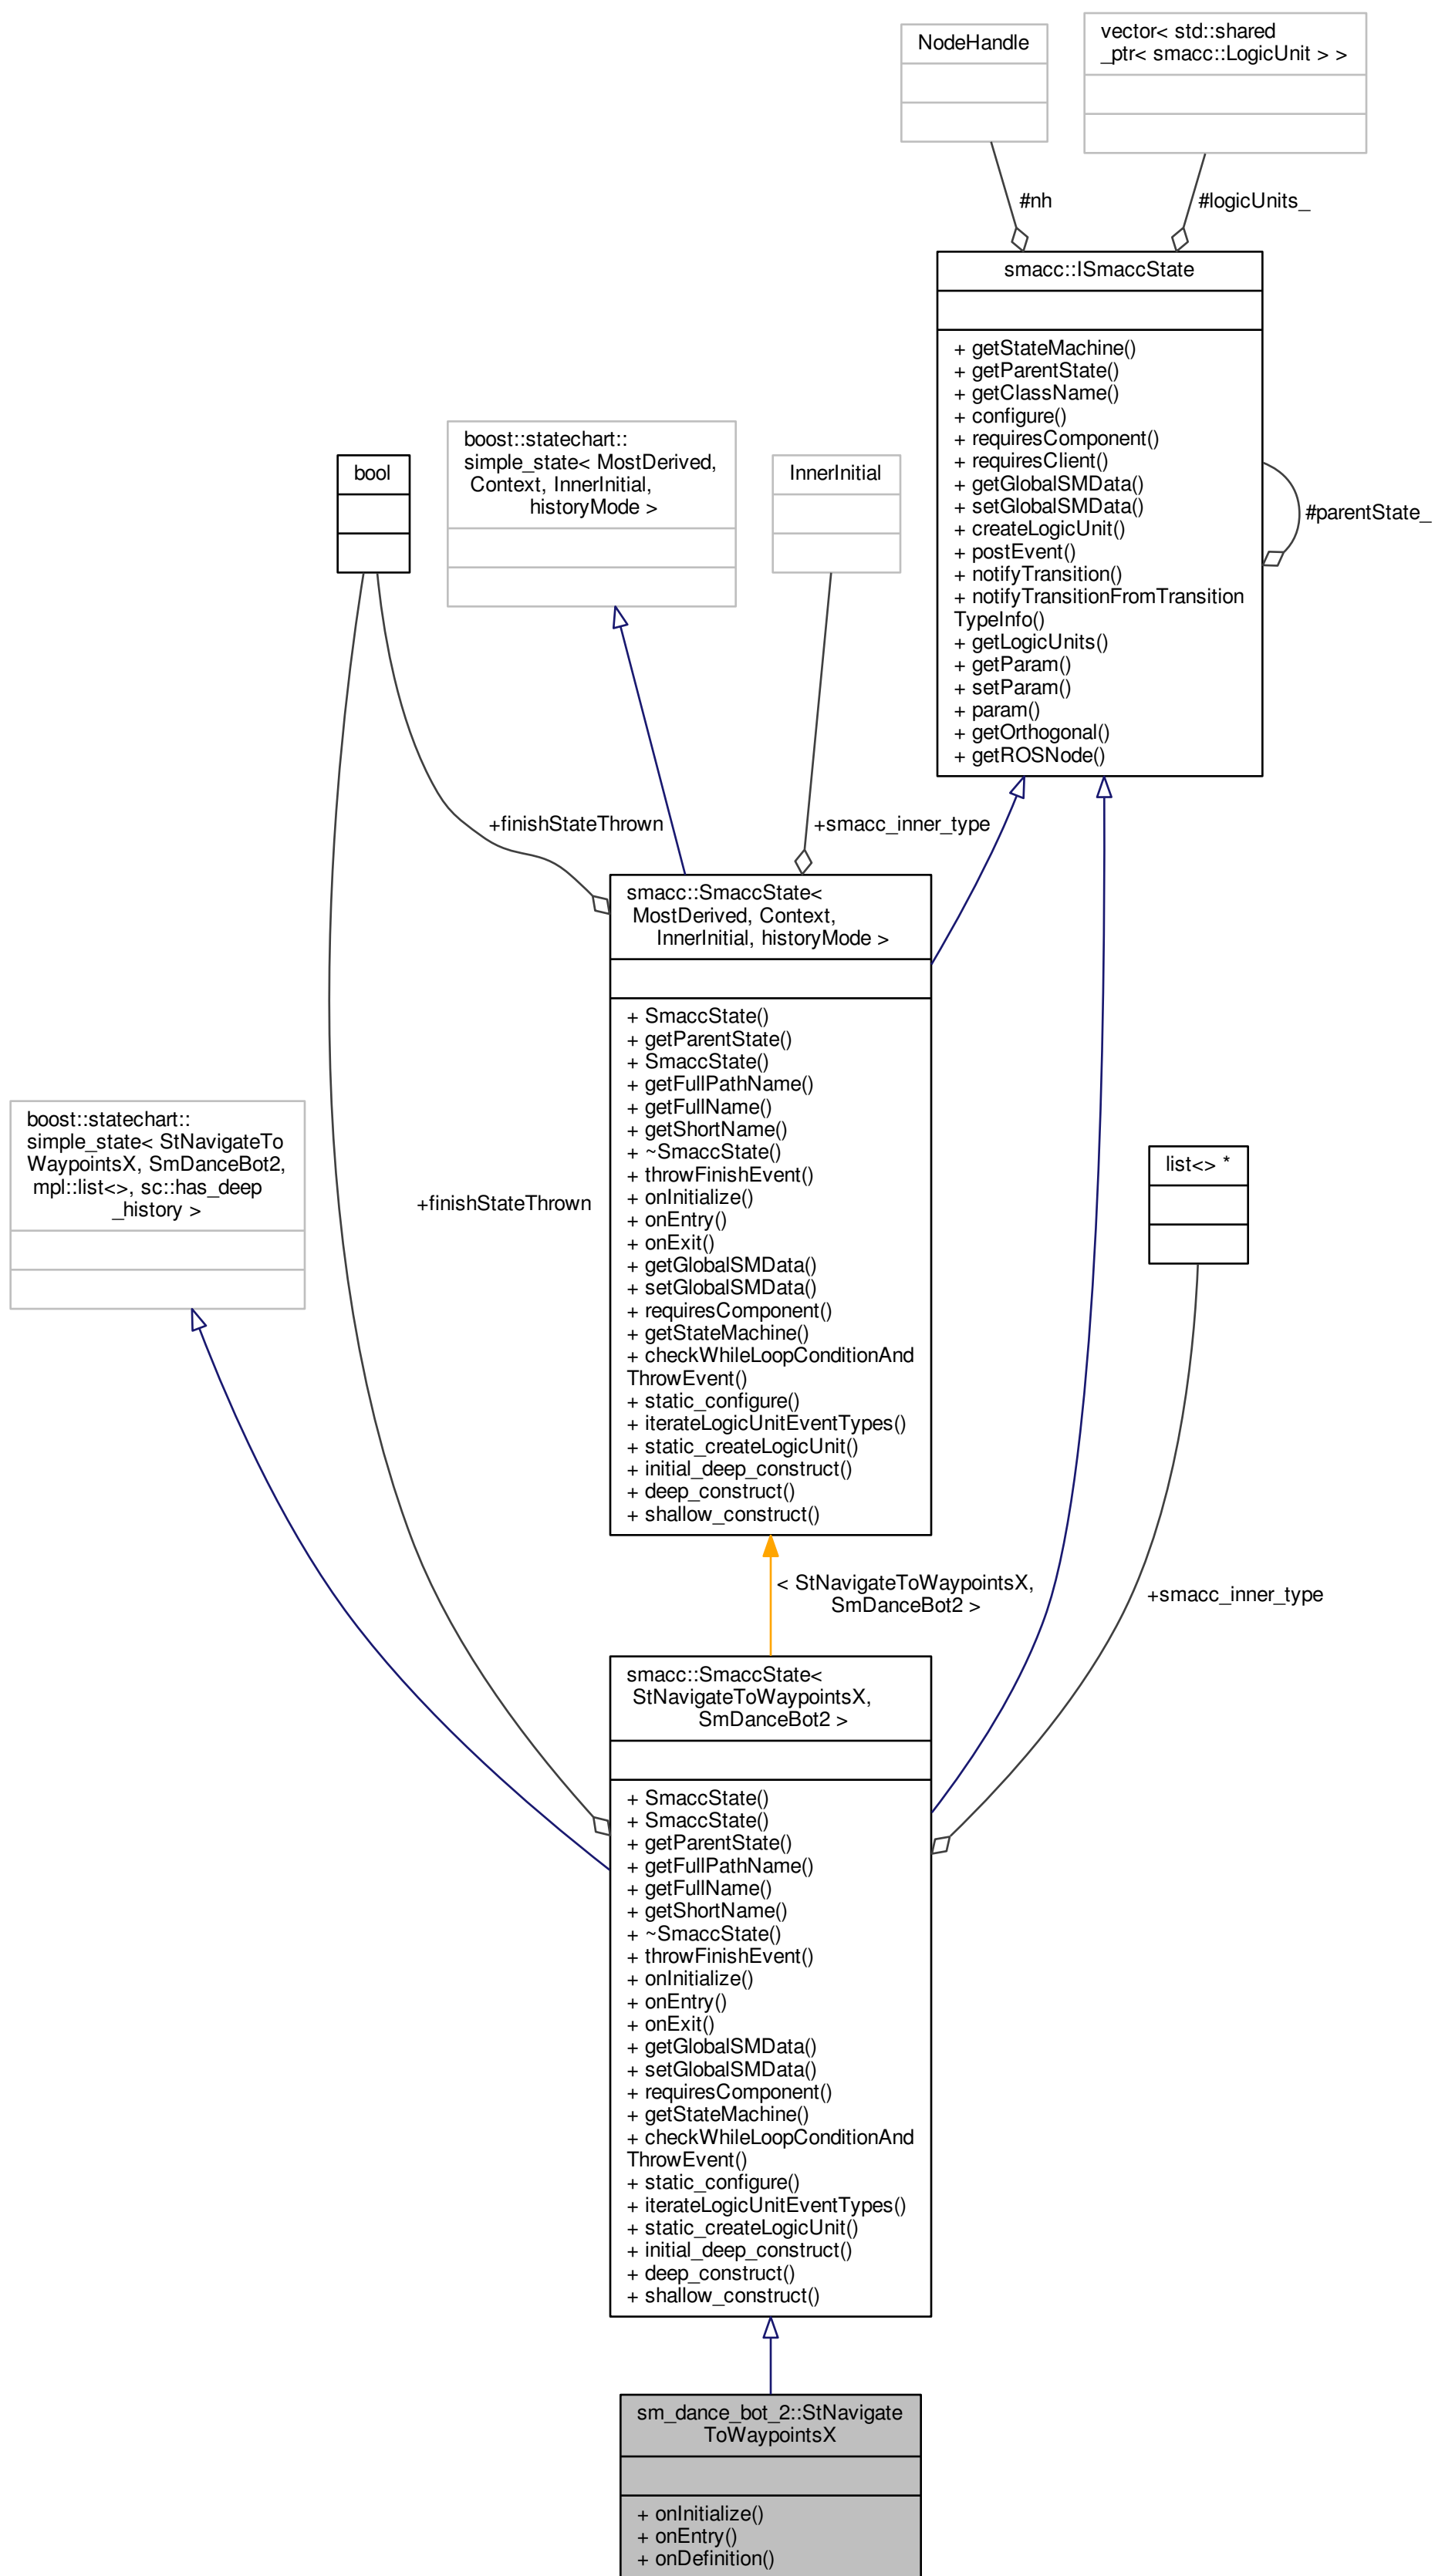 NodeHandle
vector< std::shared
_ptr< smacc::LogicUnit > >
#nh
#logicUnits_
smacc::ISmaccState
+ getStateMachine()
+ getParentState()
+ getClassName()
+ configure()
+ requiresComponent()
+ requiresClient()
+ getGlobalSMData()
+ setGlobalSMData()
+ createLogicUnit()
+ postEvent()
+ notifyTransition()
+ notifyTransitionFromTransition
TypeInfo()
+ getLogicUnits()
+ getParam()
+ setParam()
+ param()
+ getOrthogonal()
+ getROSNode()
#parentState_
bool
boost::statechart::
simple_state< MostDerived,
Context, InnerInitial,
historyMode >
InnerInitial
+finishStateThrown
+smacc_inner_type
smacc::SmaccState<
MostDerived, Context,
InnerInitial, historyMode >
+ SmaccState()
+ getParentState()
+ SmaccState()
+ getFullPathName()
+ getFullName()
+ getShortName()
+ ~SmaccState()
+ throwFinishEvent()
+ onInitialize()
+ onEntry()
+ onExit()
+ getGlobalSMData()
+ setGlobalSMData()
+ requiresComponent()
+ getStateMachine()
+ checkWhileLoopConditionAnd
ThrowEvent()
+ static_configure()
+ iterateLogicUnitEventTypes()
+ static_createLogicUnit()
+ initial_deep_construct()
+ deep_construct()
+ shallow_construct()
boost::statechart::
simple_state< StNavigateTo
WaypointsX, SmDanceBot2,
mpl::list<>, sc::has_deep
_history >
+finishStateThrown
list<> *
< StNavigateToWaypointsX,
SmDanceBot2 >
+smacc_inner_type
smacc::SmaccState<
StNavigateToWaypointsX,
SmDanceBot2 >
+ SmaccState()
+ SmaccState()
+ getParentState()
+ getFullPathName()
+ getFullName()
+ getShortName()
+ ~SmaccState()
+ throwFinishEvent()
+ onInitialize()
+ onEntry()
+ onExit()
+ getGlobalSMData()
+ setGlobalSMData()
+ requiresComponent()
+ getStateMachine()
+ checkWhileLoopConditionAnd
ThrowEvent()
+ static_configure()
+ iterateLogicUnitEventTypes()
+ static_createLogicUnit()
+ initial_deep_construct()
+ deep_construct()
+ shallow_construct()
sm_dance_bot_2::StNavigate
ToWaypointsX
+ onInitialize()
+ onEntry()
+ onDefinition()